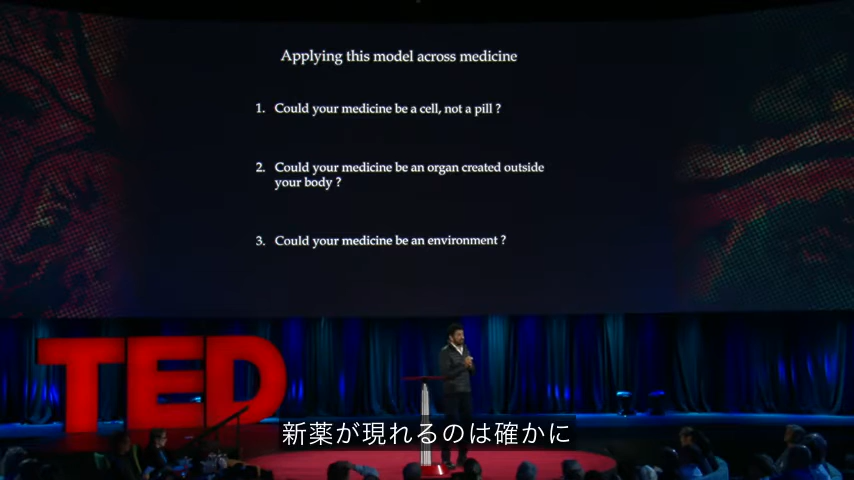 Applying this model across medicine
1. Could your medicine be a cell, not a pill ?
2. Could your medicine be an organ created outside
your body ?
3. Could your medicine be an environment ?
TED
新薬が現れるのは確かに